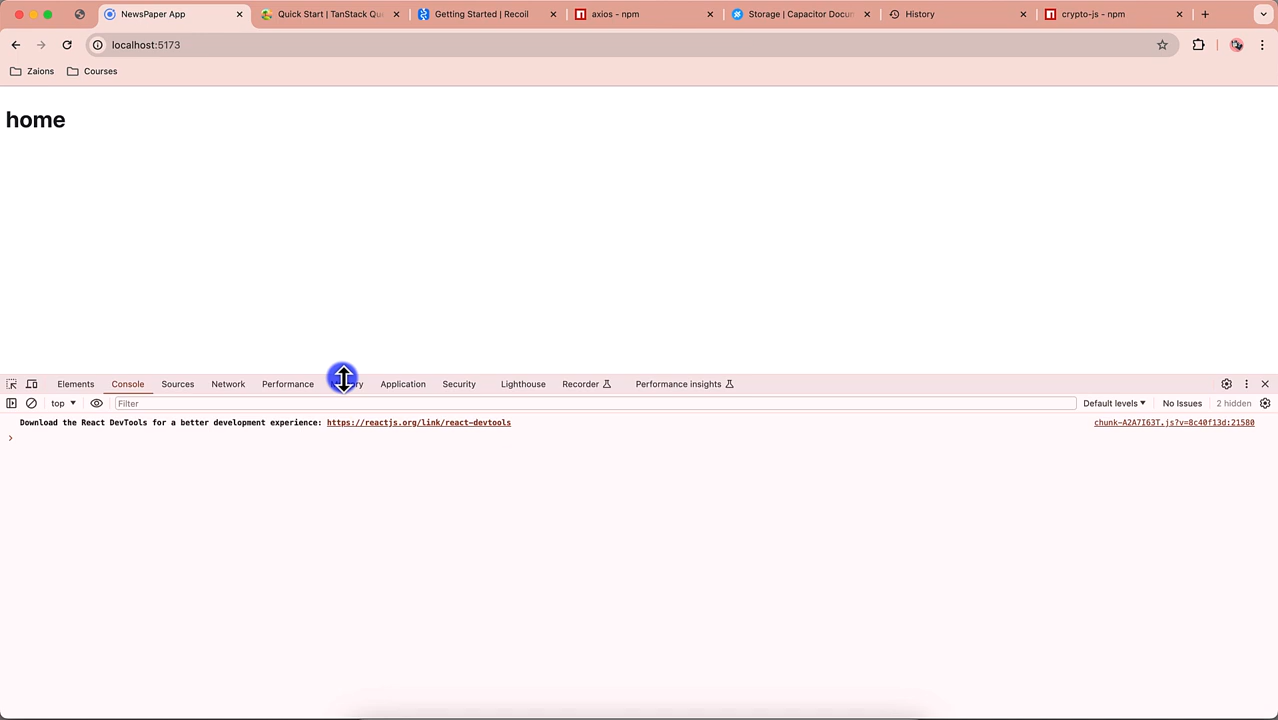 NewsPaper App
Quick Start | TanStack Qu
Getting Started | Recoil
axios - npm
Storage | Capacitor Docum
History
crypto-js - npm
localhost:5173
Zaions
Courses
home
Elements
Console
Sources
Network
Performance
Application
Security
Lighthouse
Recorder
Performance insights
top
Filter
Default levels
No Issues
2 hidden
Download the React DevTools for a better development experience: https://reactjs.org/link/react-devtools
chunk-A2A7I63T.js?v=8c40f13d:21580